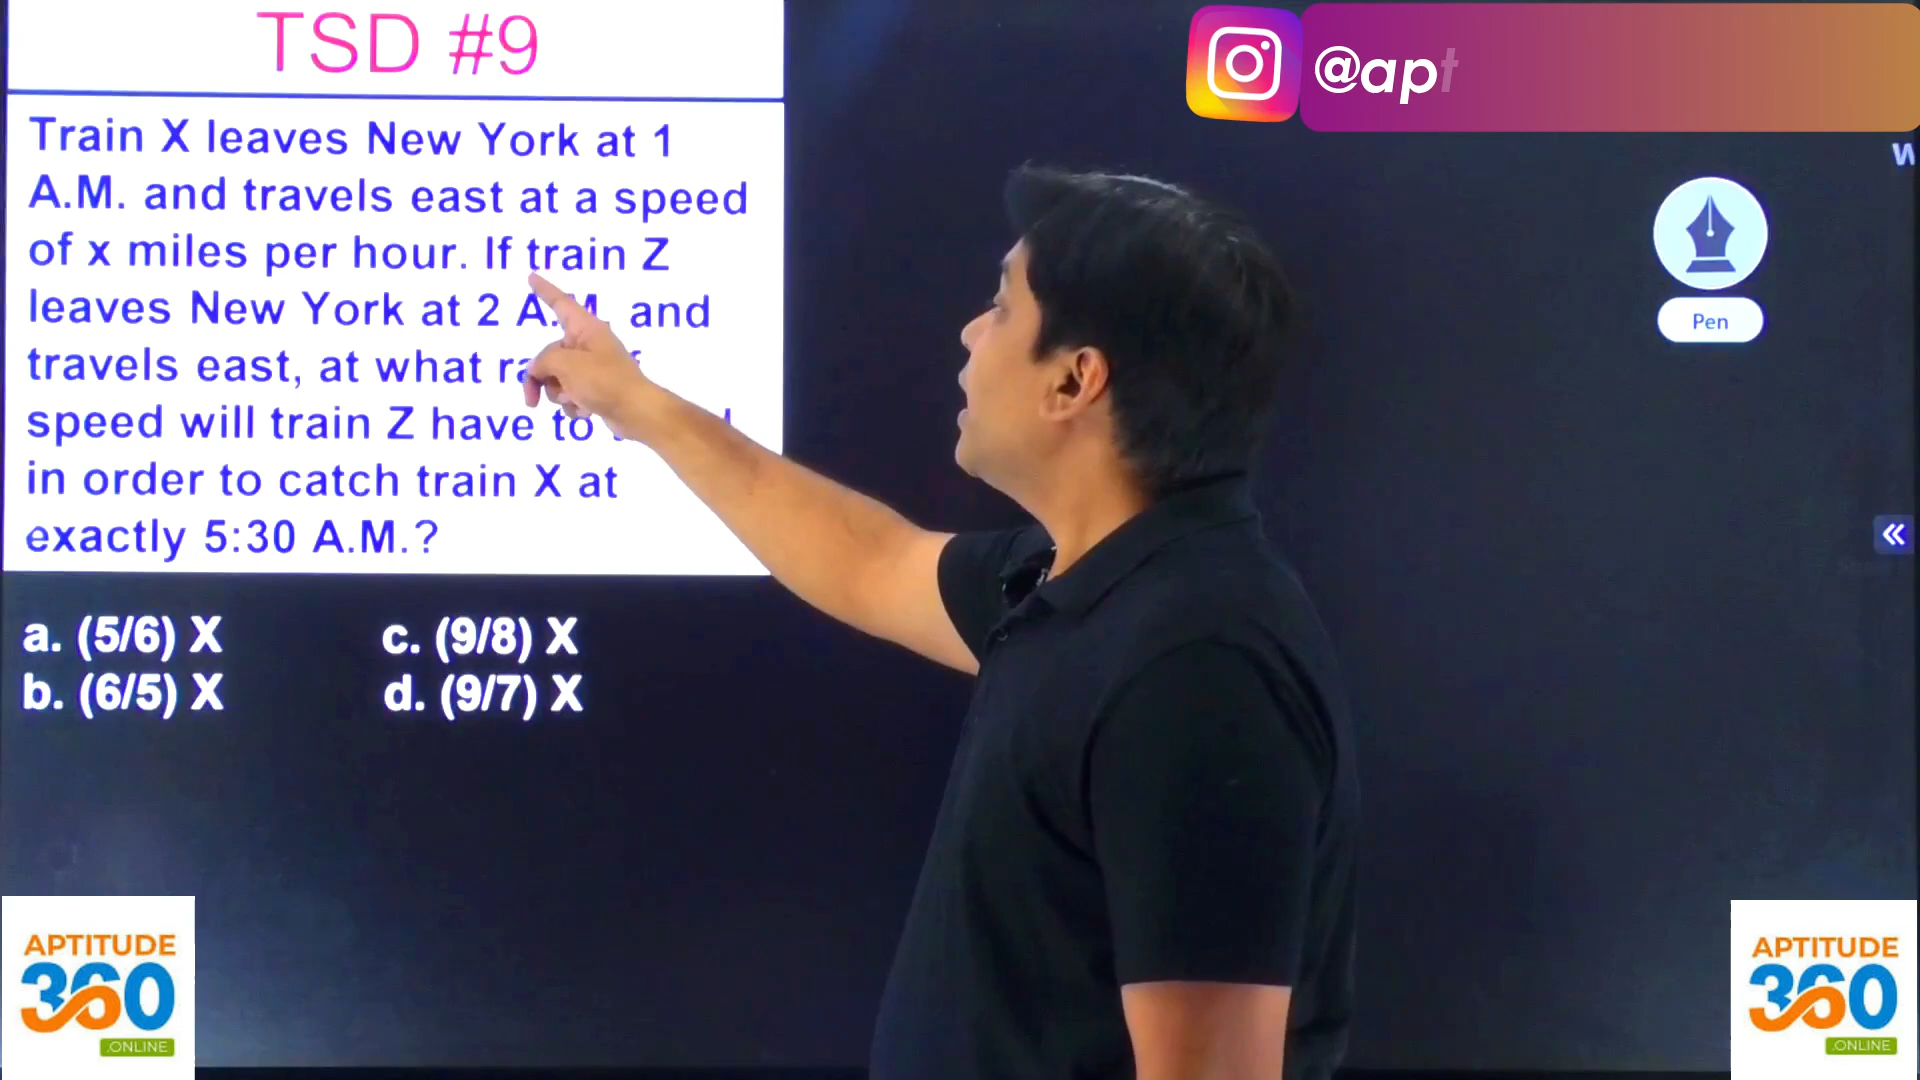 TSD #9
@ap
Train X leaves New York at 1
A.M. and travels east at a speed
of x miles per hour. If train Z
leaves New York at 2 A.M. and
travels east, at what
speed will train Z have to
in order to catch train X at
exactly 5:30 A.M.?
Pen
a. (5/6) X
c. (9/8) X
b. (6/5) X
d. (9/7) X
APTITUDE
360
.ONLINE
APTITUDE
360
.ONLINE